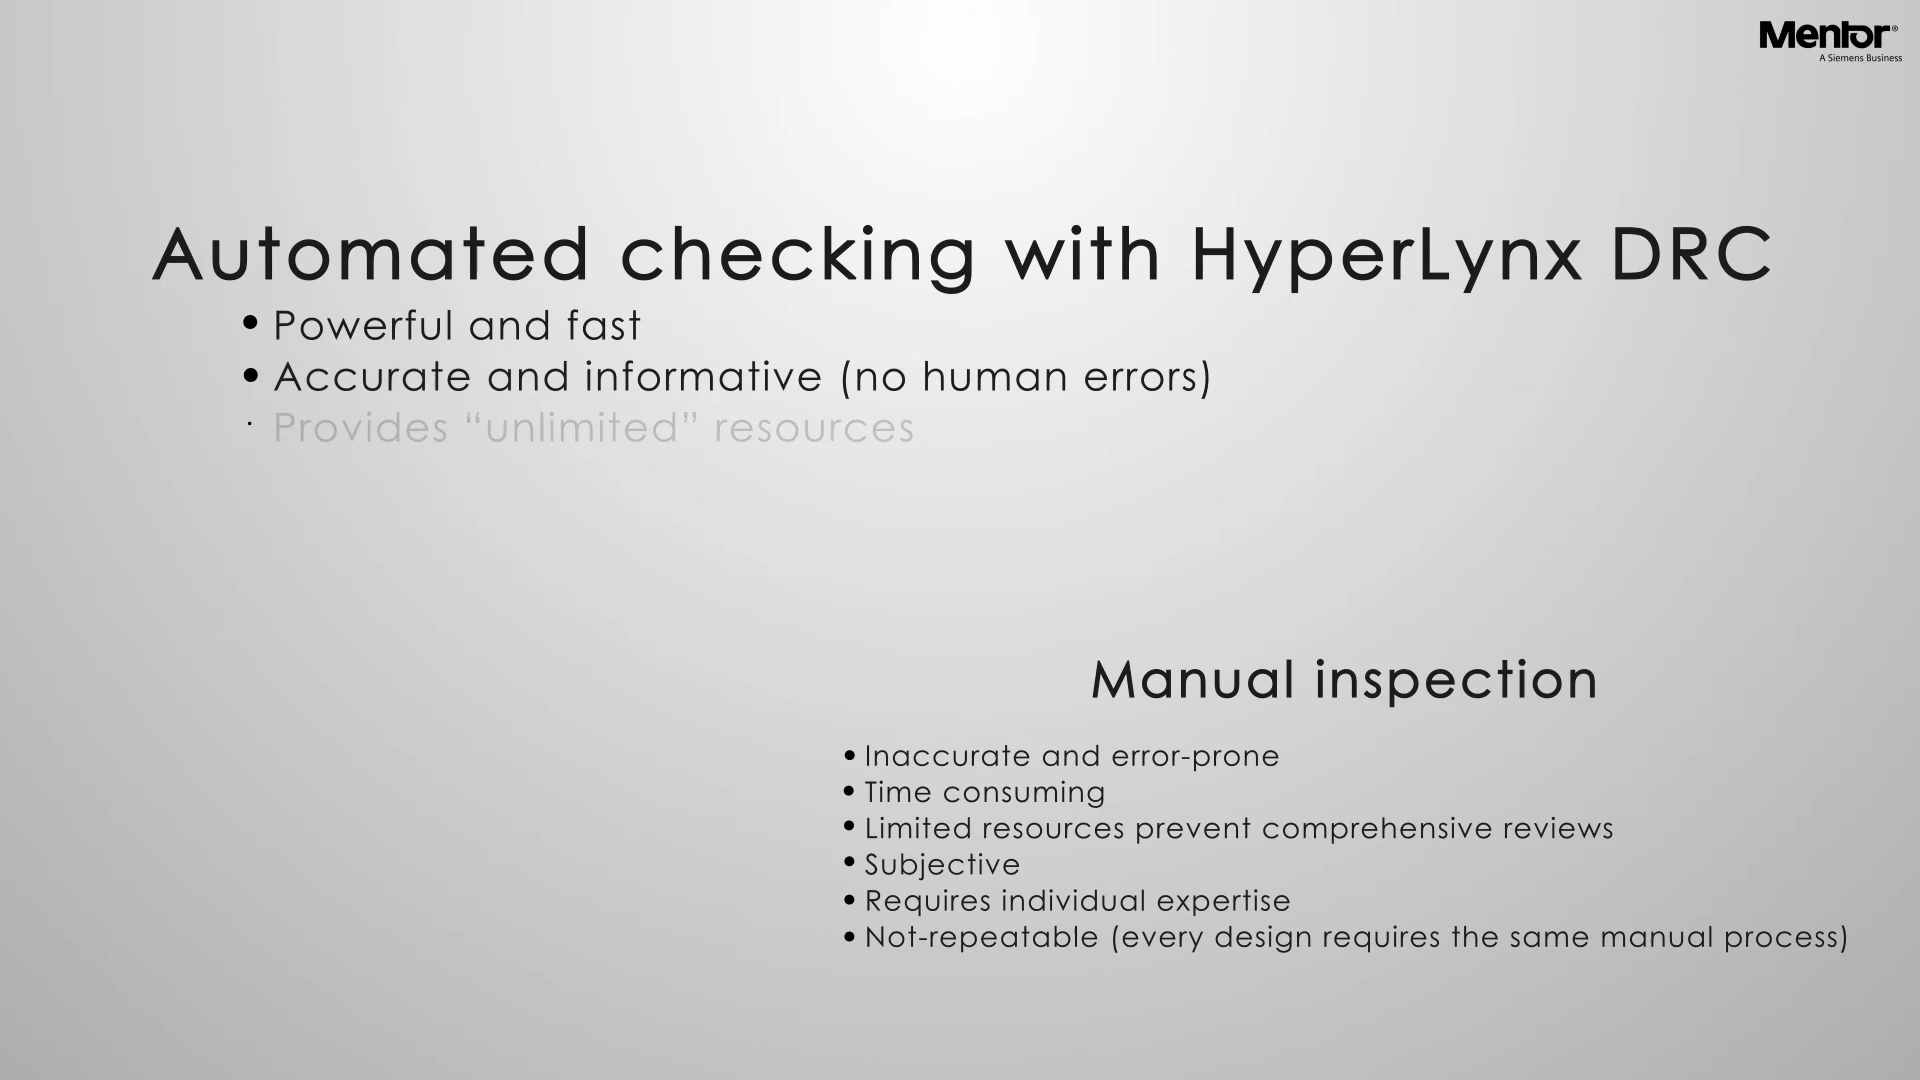 Mentor®
A Siemens Business
Automated checking with HyperLynx DRC
• Powerful and fast
• Accurate and informative (no human errors)
· Provides “unlimited” resources
Manual inspection
• Inaccurate and error-prone
• Time consuming
• Limited resources prevent comprehensive reviews
• Subjective
• Requires individual expertise
• Not-repeatable (every design requires the same manual process)